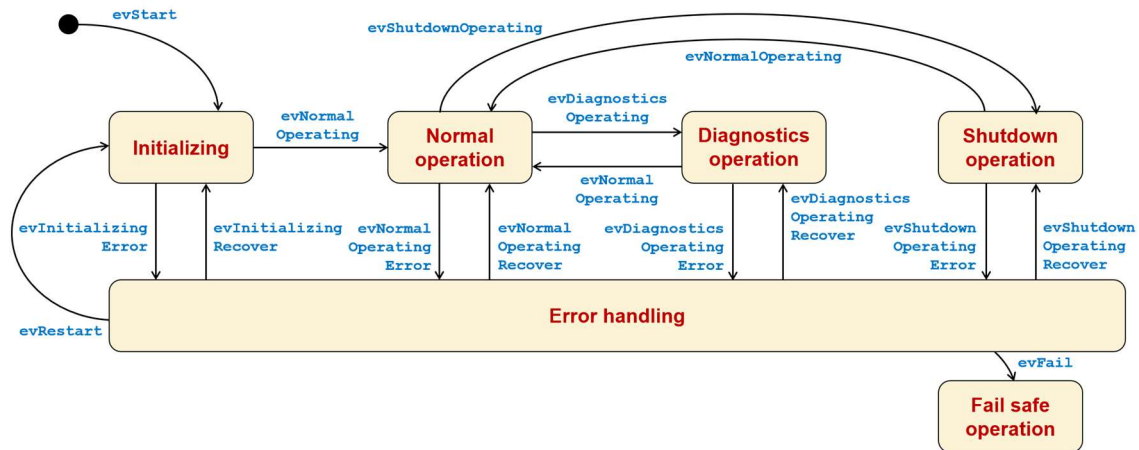 evStart
evShutdownOperating
evNormalOperating
evNormal
Operating
evDiagnostics
Operating
Initializing
Normal
operation
Diagnostics
operation
Shutdown
operation
evNormal
Operating
evInitializing
Error
evInitializing
Recover
evNormal
Operating
Error
evNormal
Operating
Recover
evDiagnostics
Operating
Error
evDiagnostics
Operating
Recover
evShutdown
Operating
Error
evShutdown
Operating
Recover
Error handling
evRestart
evFail
Fail safe
operation